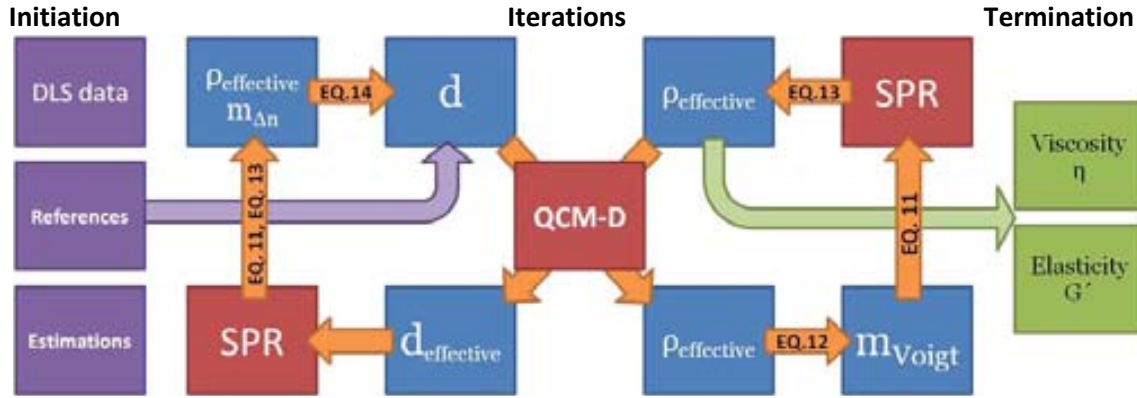 Initiation
Iterations
Termination
DLS data
ρeffective
mΔn
EQ.14
d
ρeffective
EQ.13
SPR
Viscosity
η
References
EQ. 11, EQ. 13
QCM-D
EQ. 11
Elasticity
G´
Estimations
SPR
deffective
ρeffective
EQ.12
mVoigt